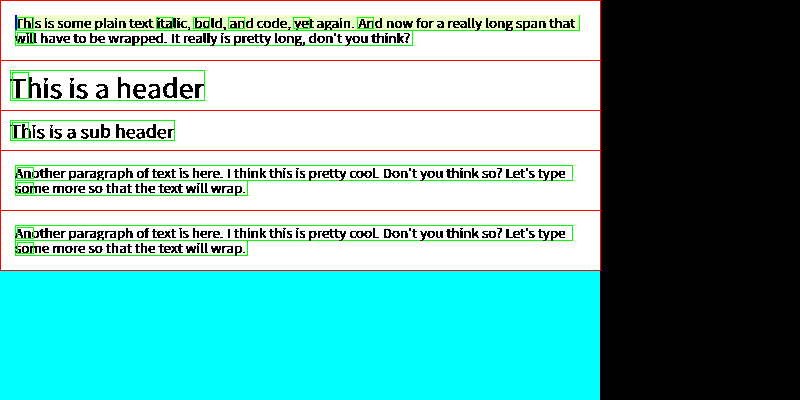 This is some plain text italic, bold, and code, yet again. And now for a really long span that
will have to be wrapped. It really is pretty long, don't you think?
This is a header
This is a sub header
Another paragraph of text is here. I think this is pretty cool. Don't you think so? Let's type
some more so that the text will wrap.
Another paragraph of text is here. I think this is pretty cool. Don't you think so? Let's type
some more so that the text will wrap.